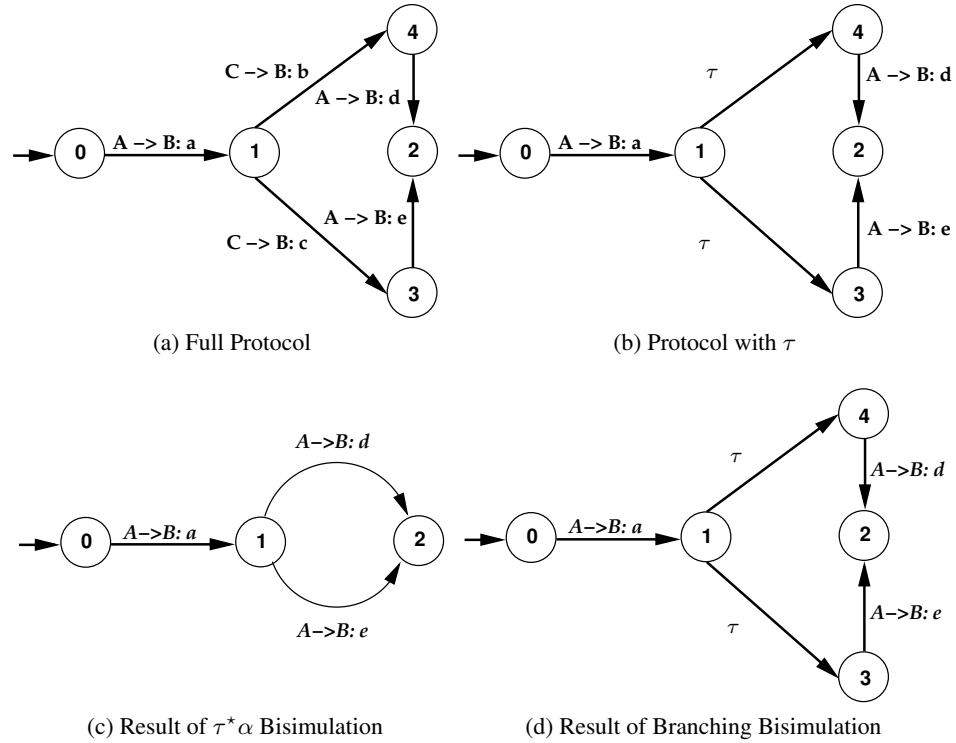 4
C -> B: b
A -> B: d
0
A -> B: a
1
2
A -> B: e
C -> B: c
3
(a) Full Protocol
4
τ
A -> B: d
0
A -> B: a
1
2
τ
A -> B: e
3
(b) Protocol with τ
A->B: d
0
A->B: a
1
2
A->B: e
(c) Result of τ⋆α Bisimulation
4
τ
A->B: d
0
A->B: a
1
2
τ
A->B: e
3
(d) Result of Branching Bisimulation